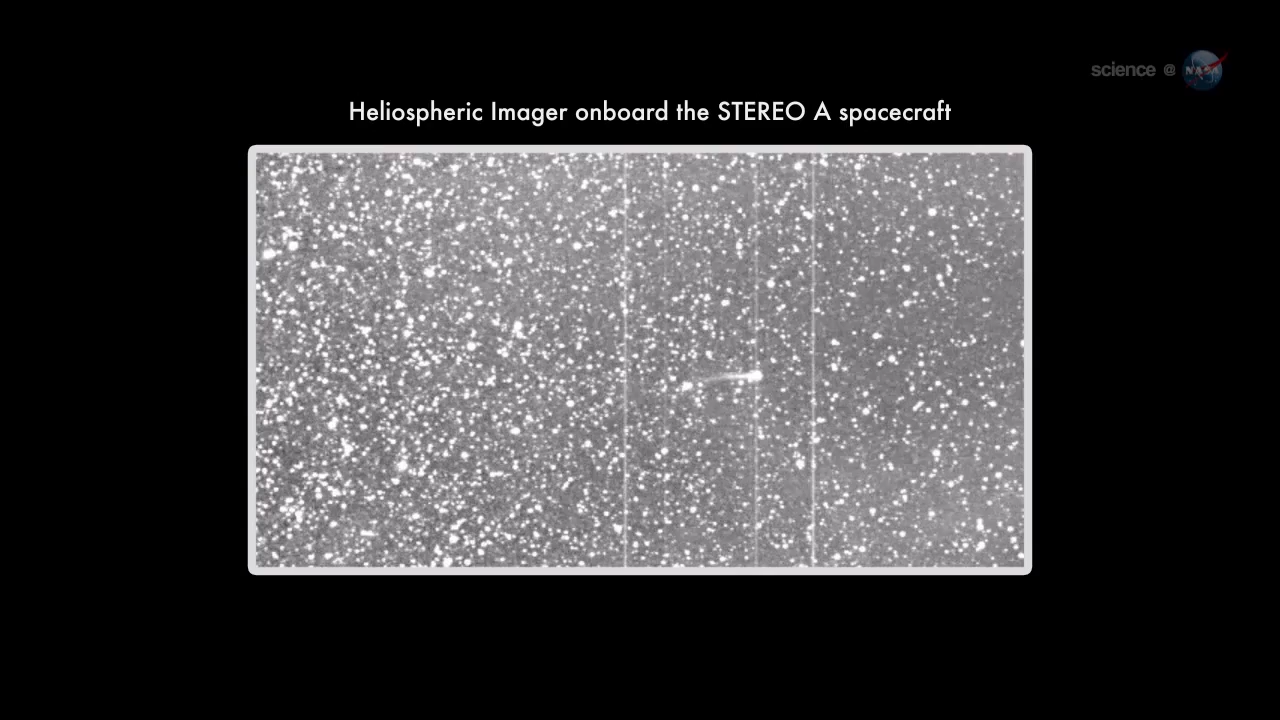 science @ NASA
Heliospheric Imager onboard the STEREO A spacecraft